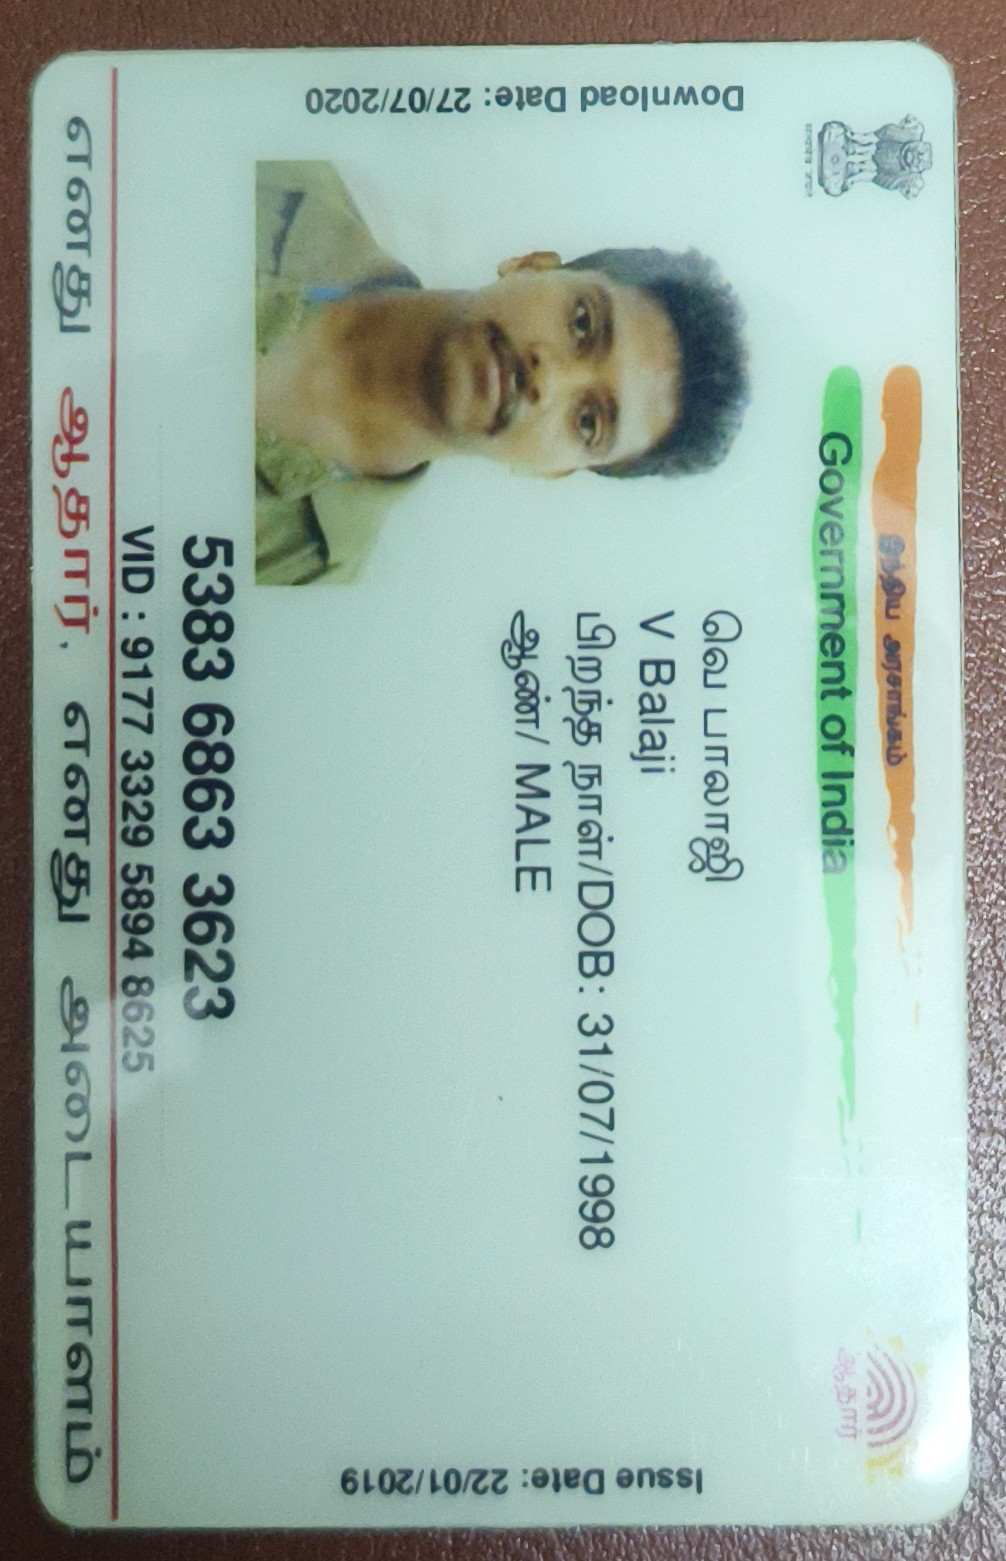 இந்திய அரசாங்கம்
Government of India
Download Date: 27/07/2020
வெ பாலாஜி
V Balaji
பிறந்த நாள்/DOB: 31/07/1998
ஆண்/ MALE
Issue Date: 22/01/2019
ஆதார்
5383 6863 3623
VID : 9177 3329 5894 8625
எனது ஆதார், எனது அடையாளம்